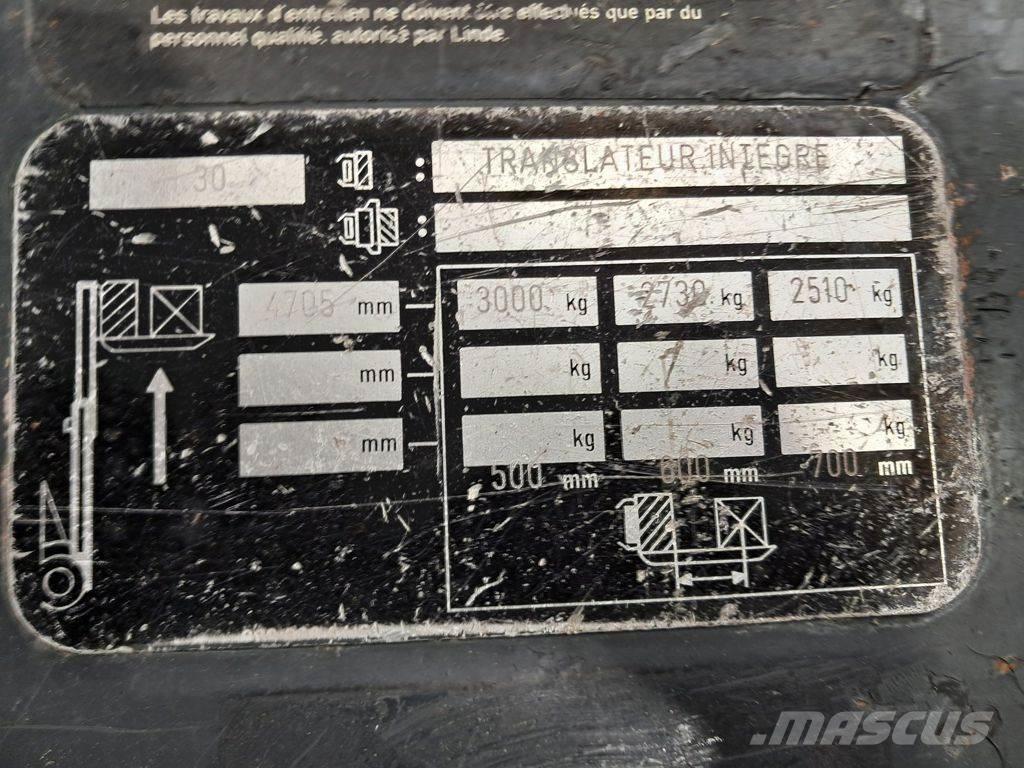 Les travaux d'entretien ne doivent être effectués que par du
personnel qualifié, autorisé par Linde.
30
: TRANSLATEUR INTEGRE
:
4705 mm 3000 kg 2730 kg 2510 kg
mm kg kg kg
mm kg kg kg
500 mm 600 mm 700 mm
MASCUS